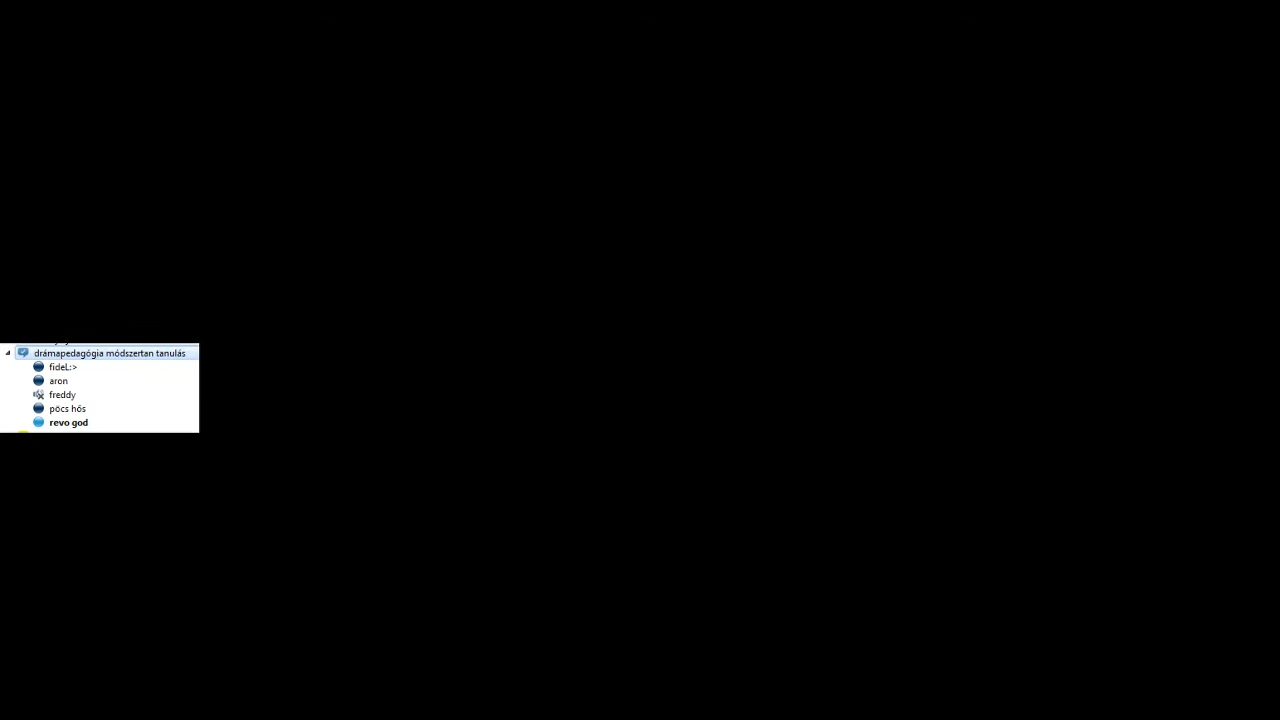 drámapedagógia módszertan tanulás
fideL:>
aron
freddy
pöcs hős
revo god